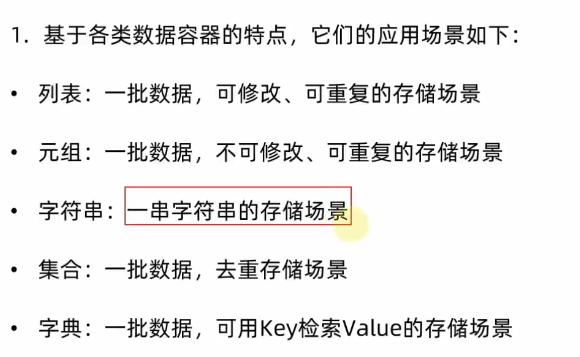 1. 基于各类数据容器的特点，它们的应用场景如下：
• 列表：一批数据，可修改、可重复的存储场景
• 元组：一批数据，不可修改、可重复的存储场景
• 字符串：一串字符串的存储场景
• 集合：一批数据，去重存储场景
• 字典：一批数据，可用Key检索Value的存储场景